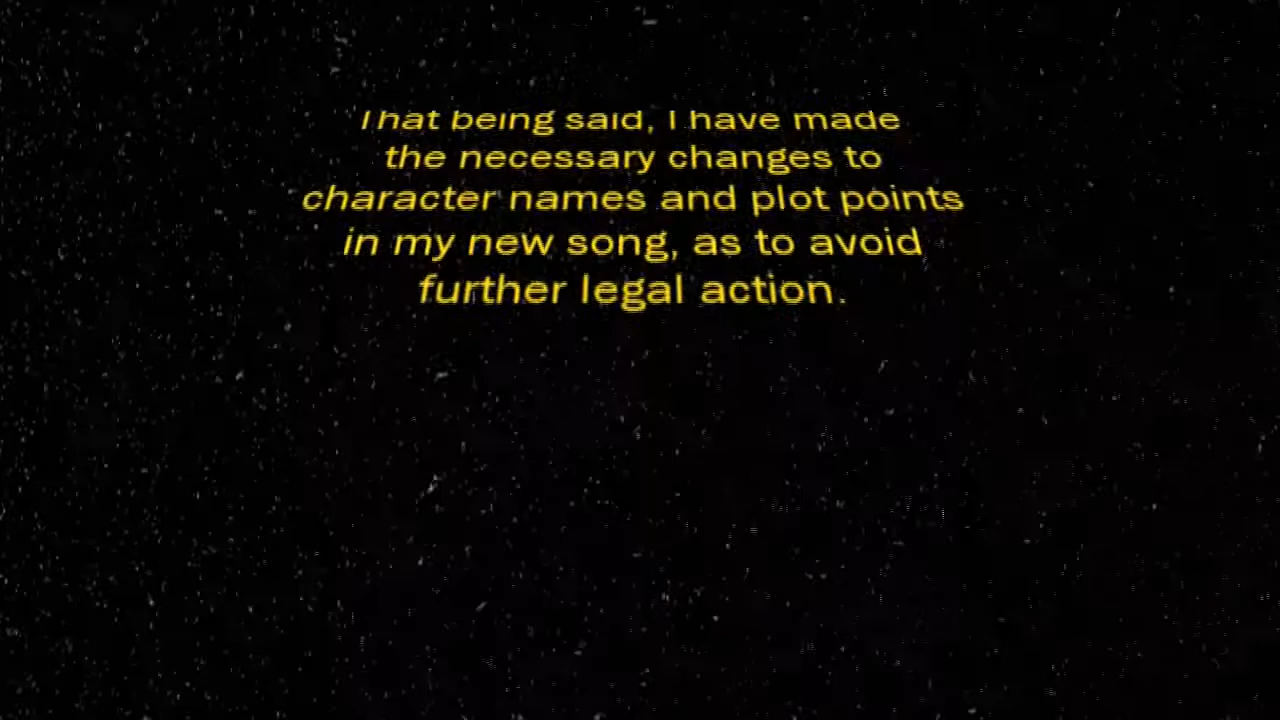 That being said, I have made
the necessary changes to
character names and plot points
in my new song, as to avoid
further legal action.